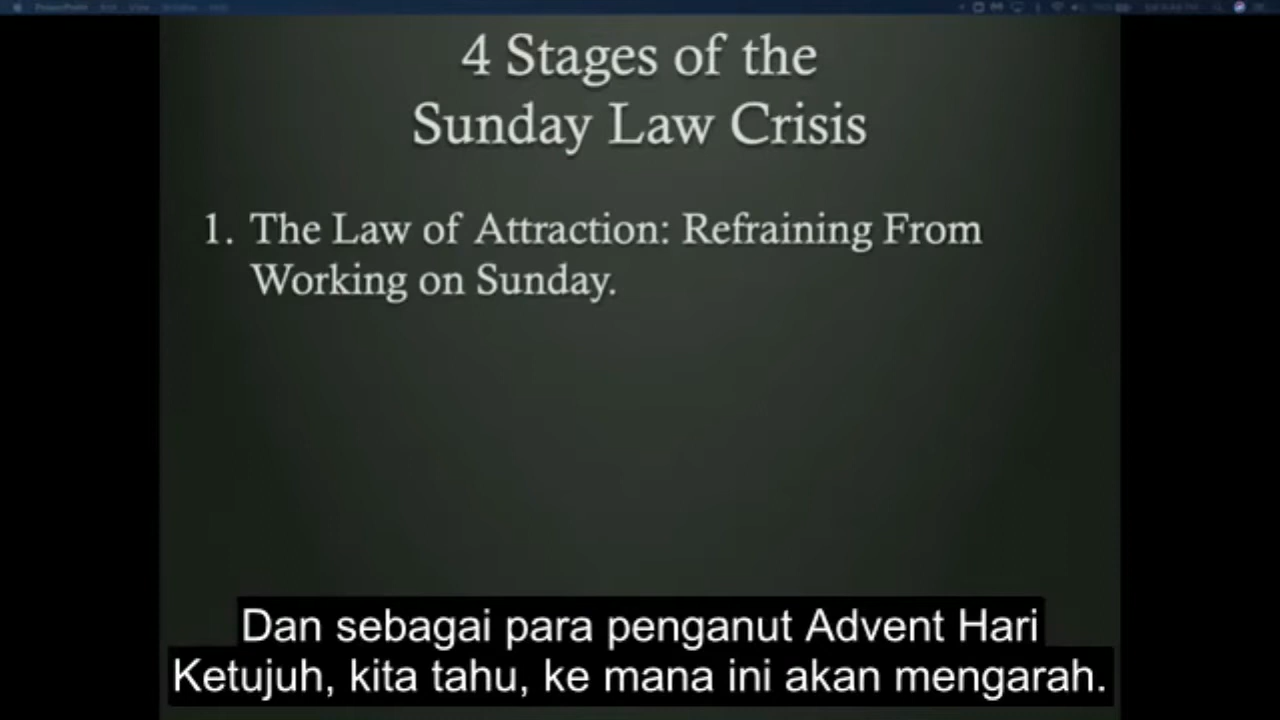 4 Stages of the
Sunday Law Crisis
1. The Law of Attraction: Refraining From
Working on Sunday.
Dan sebagai para penganut Advent Hari
Ketujuh, kita tahu, ke mana ini akan mengarah.